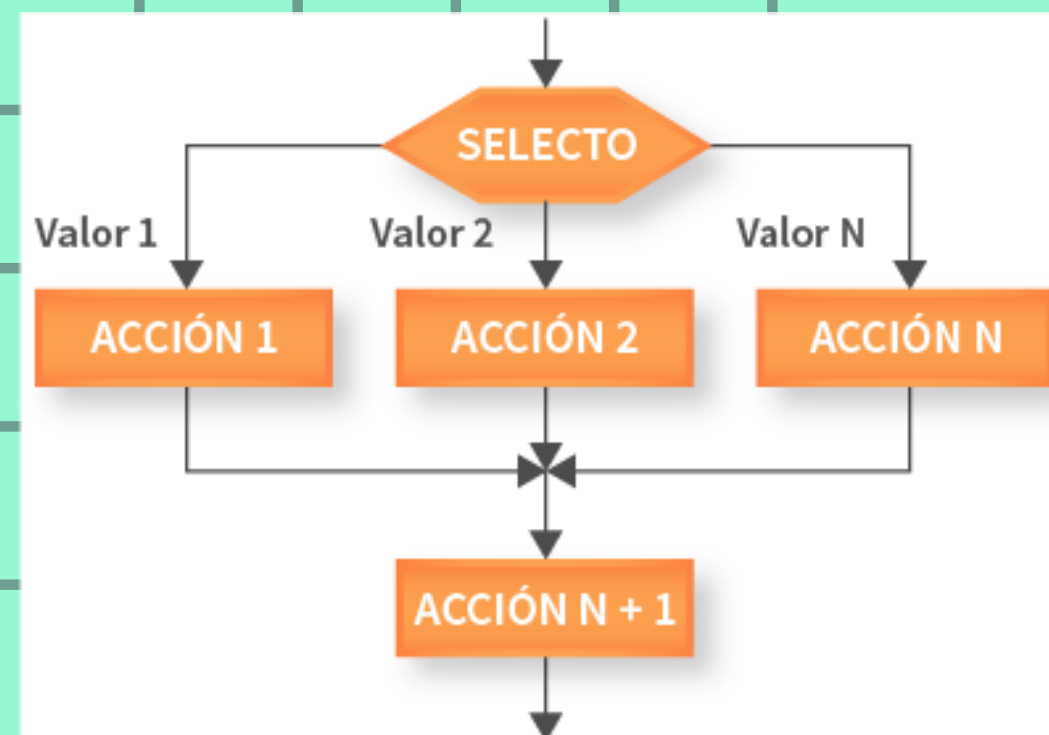 SELECTO
Valor 1
Valor 2
Valor N
ACCIÓN 1
ACCIÓN 2
ACCIÓN N
ACCIÓN N + 1